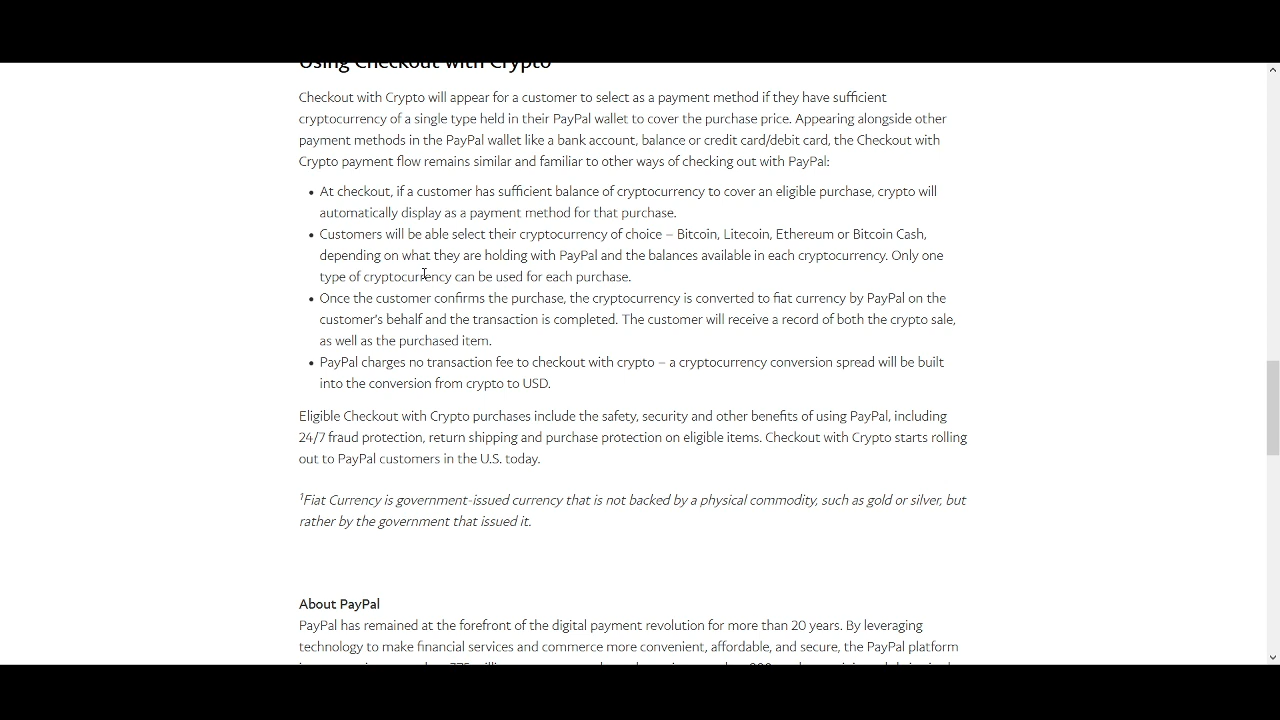 Using Checkout with Crypto
Checkout with Crypto will appear for a customer to select as a payment method if they have sufficient
cryptocurrency of a single type held in their PayPal wallet to cover the purchase price. Appearing alongside other
payment methods in the PayPal wallet like a bank account, balance or credit card/debit card, the Checkout with
Crypto payment flow remains similar and familiar to other ways of checking out with PayPal:
• At checkout, if a customer has sufficient balance of cryptocurrency to cover an eligible purchase, crypto will
automatically display as a payment method for that purchase.
• Customers will be able select their cryptocurrency of choice – Bitcoin, Litecoin, Ethereum or Bitcoin Cash,
depending on what they are holding with PayPal and the balances available in each cryptocurrency. Only one
type of cryptocurrency can be used for each purchase.
• Once the customer confirms the purchase, the cryptocurrency is converted to fiat currency by PayPal on the
customer's behalf and the transaction is completed. The customer will receive a record of both the crypto sale,
as well as the purchased item.
• PayPal charges no transaction fee to checkout with crypto – a cryptocurrency conversion spread will be built
into the conversion from crypto to USD.
Eligible Checkout with Crypto purchases include the safety, security and other benefits of using PayPal, including
24/7 fraud protection, return shipping and purchase protection on eligible items. Checkout with Crypto starts rolling
out to PayPal customers in the U.S. today.
¹Fiat Currency is government-issued currency that is not backed by a physical commodity, such as gold or silver, but
rather by the government that issued it.
About PayPal
PayPal has remained at the forefront of the digital payment revolution for more than 20 years. By leveraging
technology to make financial services and commerce more convenient, affordable, and secure, the PayPal platform